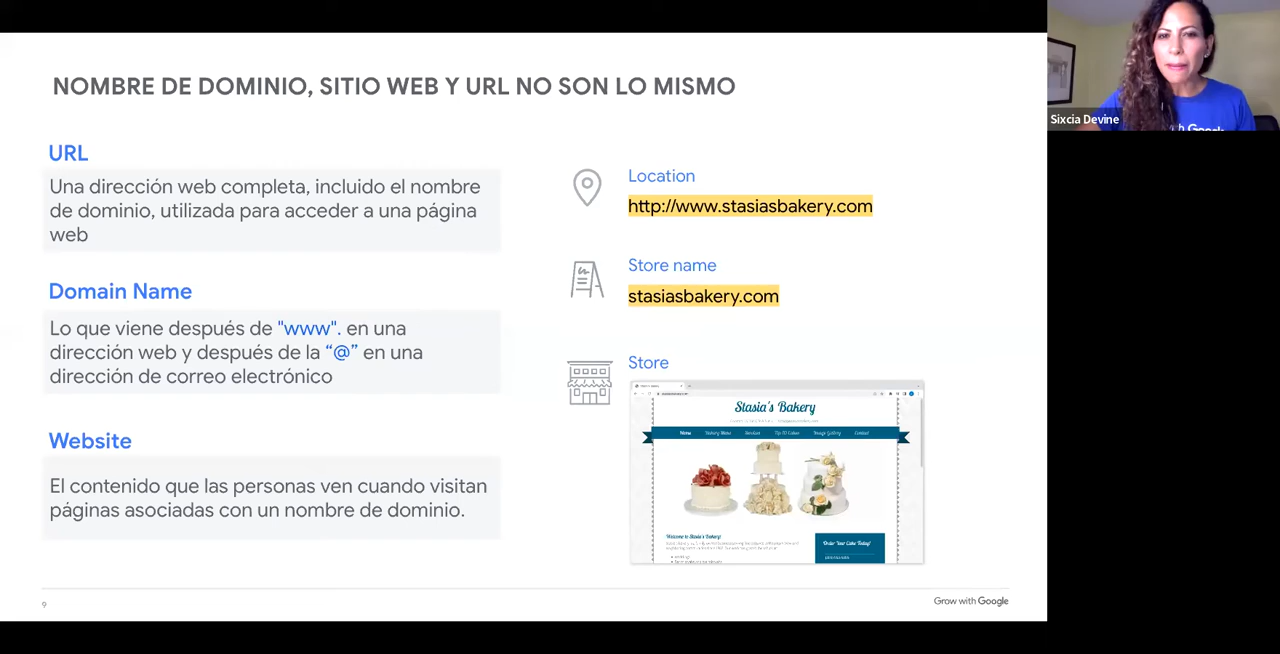 NOMBRE DE DOMINIO, SITIO WEB Y URL NO SON LO MISMO
URL
Una dirección web completa, incluido el nombre
de dominio, utilizada para acceder a una página
web
Domain Name
Lo que viene después de "www". en una
dirección web y después de la “@” en una
dirección de correo electrónico
Website
El contenido que las personas ven cuando visitan
páginas asociadas con un nombre de dominio.
Location
http://www.stasiasbakery.com
Store name
stasiasbakery.com
Store
Stasia's Bakery
Contact
Welcome to Stasia's Bakery!
Order Your Cake Today!
9
Grow with Google
Sixcia Devine
with Google